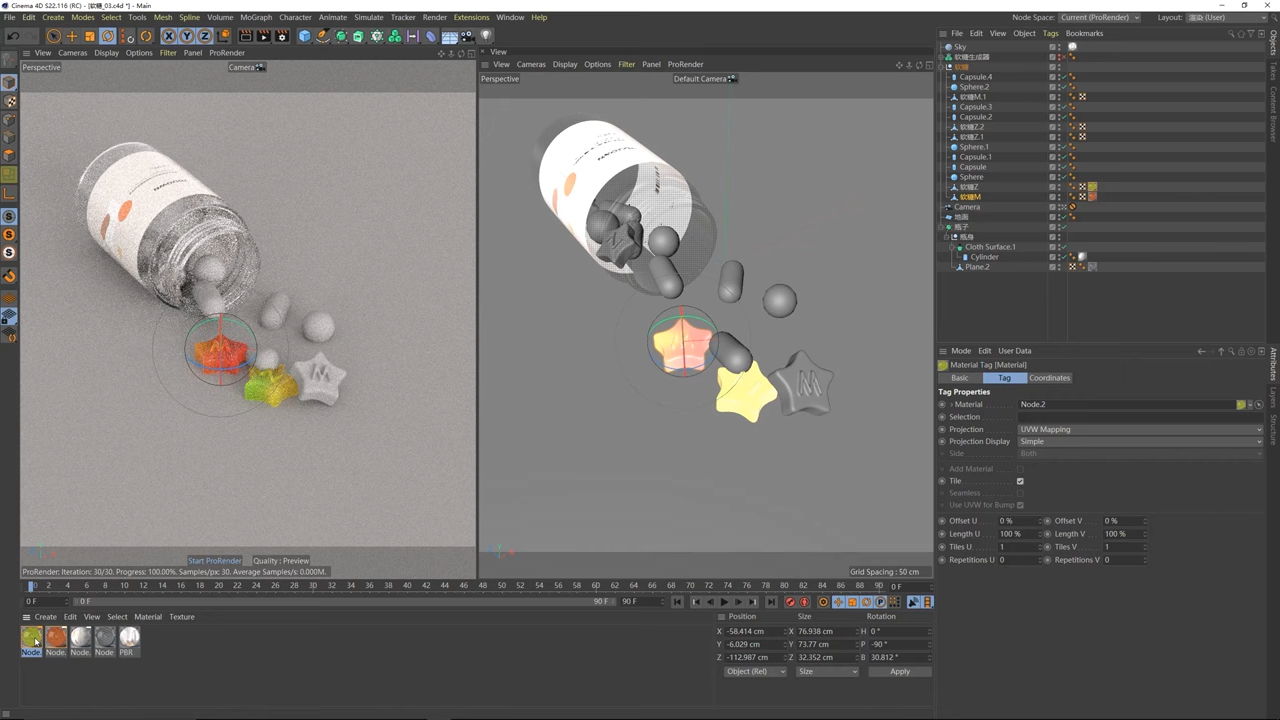 Cinema 4D S22.116 (RC) - [软糖_03.c4d *] - Main
File Edit Create Modes Select Tools Mesh Spline Volume MoGraph Character Animate Simulate Tracker Render Extensions Window Help
Node Space: Current (ProRender) Layout: 渲染 (User)
View Cameras Display Options Filter Panel ProRender
Perspective
Camera
Start ProRender Quality : Preview
ProRender: Iteration: 30/30. Progress: 100.00%. Samples/px: 30. Average Samples/s: 0.000M.
View
View Cameras Display Options Filter Panel ProRender
Perspective
Default Camera
Grid Spacing : 50 cm
File Edit View Object Tags Bookmarks
Sky
软糖生成器
软糖
Capsule.4
Sphere.2
软糖M.1
Capsule.3
Capsule.2
软糖Z.2
软糖Z.1
Sphere.1
Capsule.1
Capsule
Sphere
软糖Z
软糖M
Camera
地面
瓶子
瓶身
Cloth Surface.1
Cylinder
Plane.2
Objects
Takes
Content Browser
Mode Edit User Data
Material Tag [Material]
Basic Tag Coordinates
Tag Properties
Material Node.2
Selection
Projection UVW Mapping
Projection Display Simple
Side Both
Add Material
Tile
Seamless
Use UVW for Bump
Offset U 0 % Offset V 0 %
Length U 100 % Length V 100 %
Tiles U 1 Tiles V 1
Repetitions U 0 Repetitions V 0
Attributes
Layers
Structure
0 2 4 6 8 10 12 14 16 18 20 22 24 26 28 30 32 34 36 38 40 42 44 46 48 50 52 54 56 58 60 62 64 66 68 70 72 74 76 78 80 82 84 86 88 90 0 F
0 F 0 F 90 F 90 F
Create Edit View Select Material Texture
Node. Node. Node. Node PBR
Position Size Rotation
X -58.414 cm X 76.938 cm H 0 °
Y -6.029 cm Y 73.77 cm P -90 °
Z -112.987 cm Z 32.352 cm B 30.812 °
Object (Rel) Size Apply